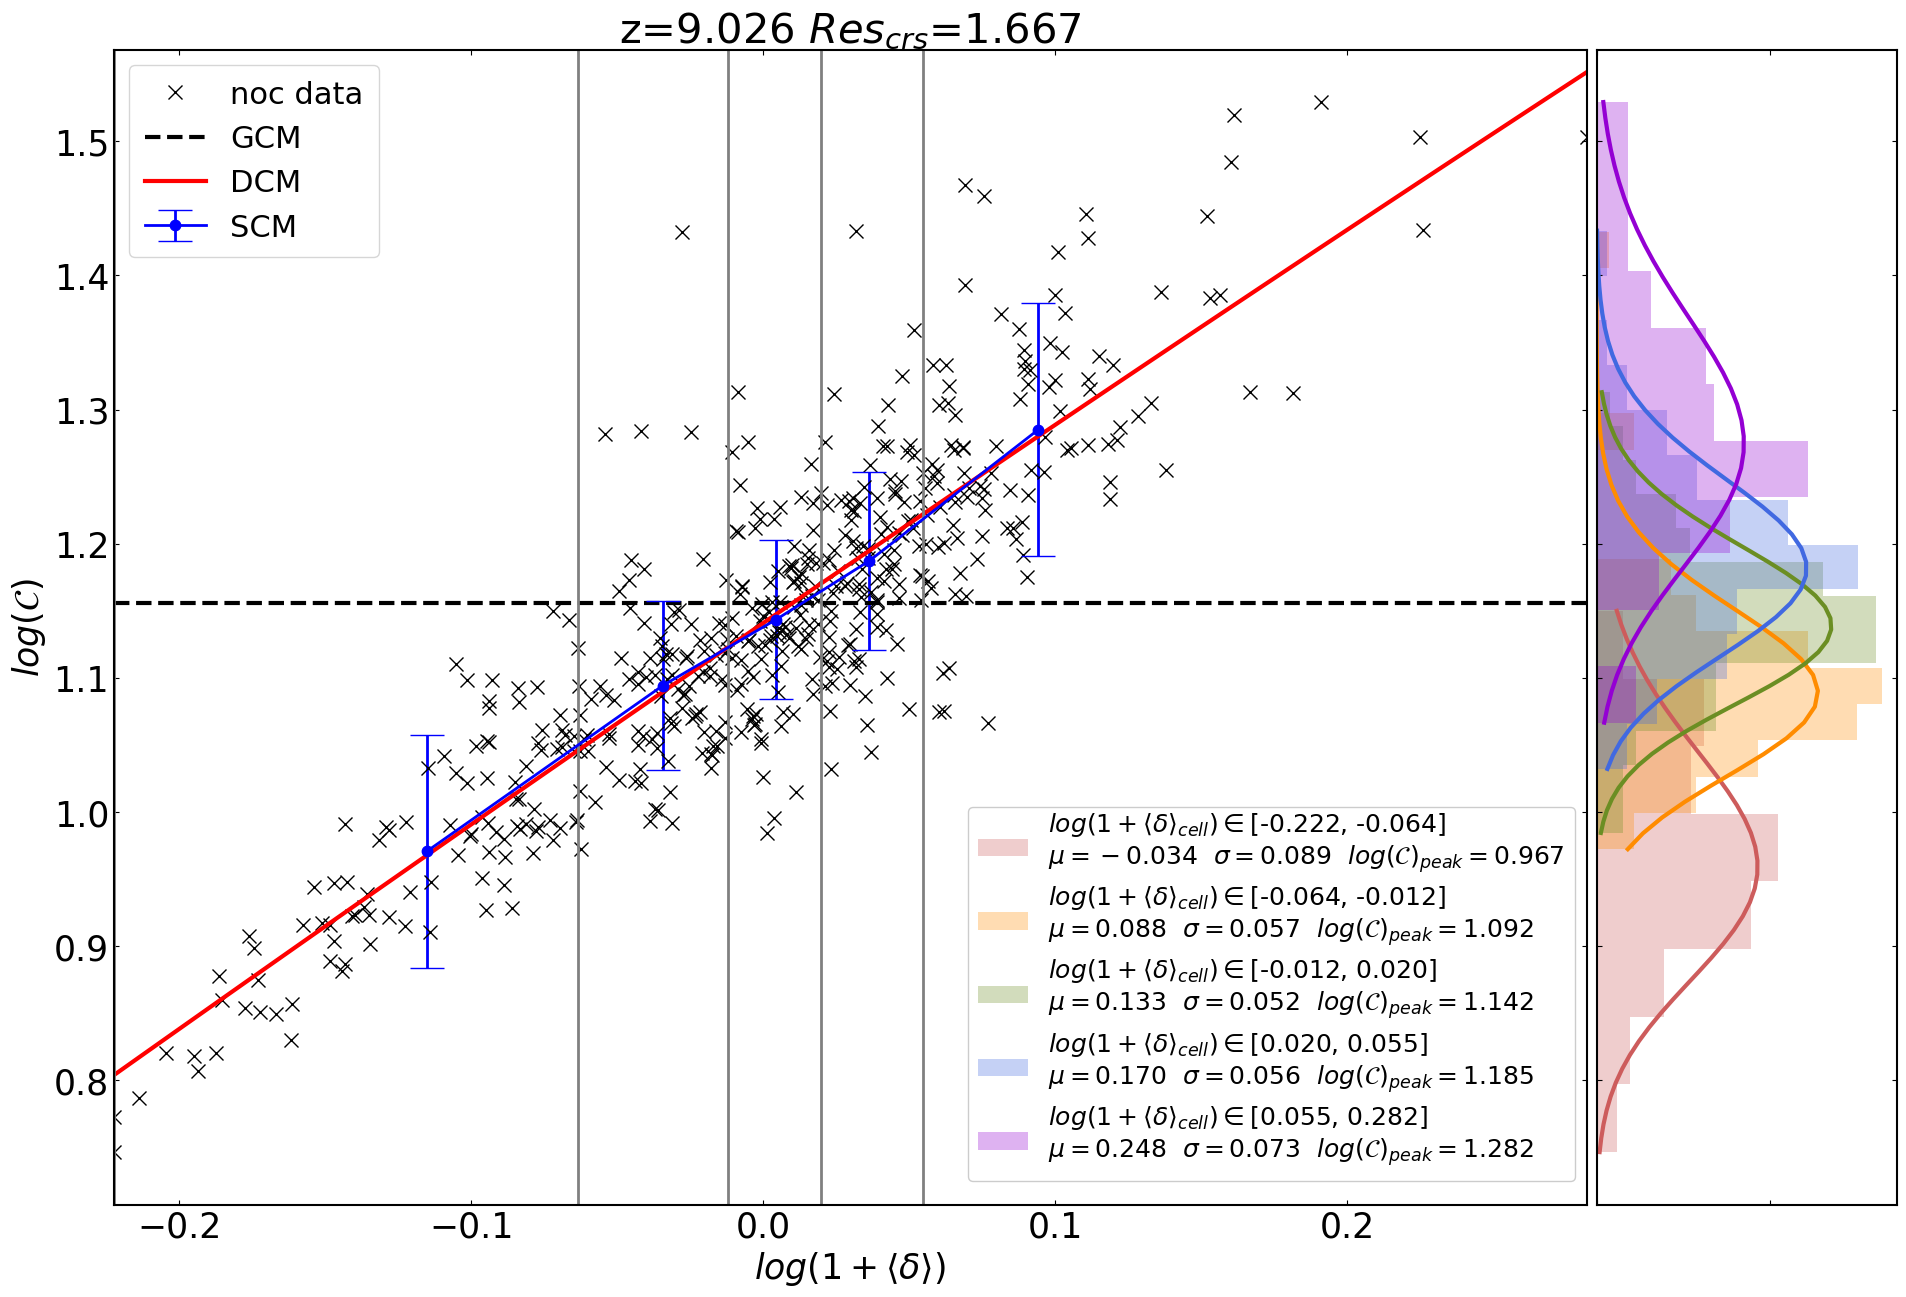 z=9.026 Res_crs=1.667
noc data
GCM
DCM
SCM
1.5
1.4
1.3
1.2
1.1
1.0
0.9
0.8
log(𝒞)
log(1 + ⟨δ⟩_cell) ∈ [-0.222, -0.064]
μ = −0.034 σ = 0.089 log(𝒞)_peak = 0.967
log(1 + ⟨δ⟩_cell) ∈ [-0.064, -0.012]
μ = 0.088 σ = 0.057 log(𝒞)_peak = 1.092
log(1 + ⟨δ⟩_cell) ∈ [-0.012, 0.020]
μ = 0.133 σ = 0.052 log(𝒞)_peak = 1.142
log(1 + ⟨δ⟩_cell) ∈ [0.020, 0.055]
μ = 0.170 σ = 0.056 log(𝒞)_peak = 1.185
log(1 + ⟨δ⟩_cell) ∈ [0.055, 0.282]
μ = 0.248 σ = 0.073 log(𝒞)_peak = 1.282
−0.2 −0.1 0.0 0.1 0.2
log(1 + ⟨δ⟩)